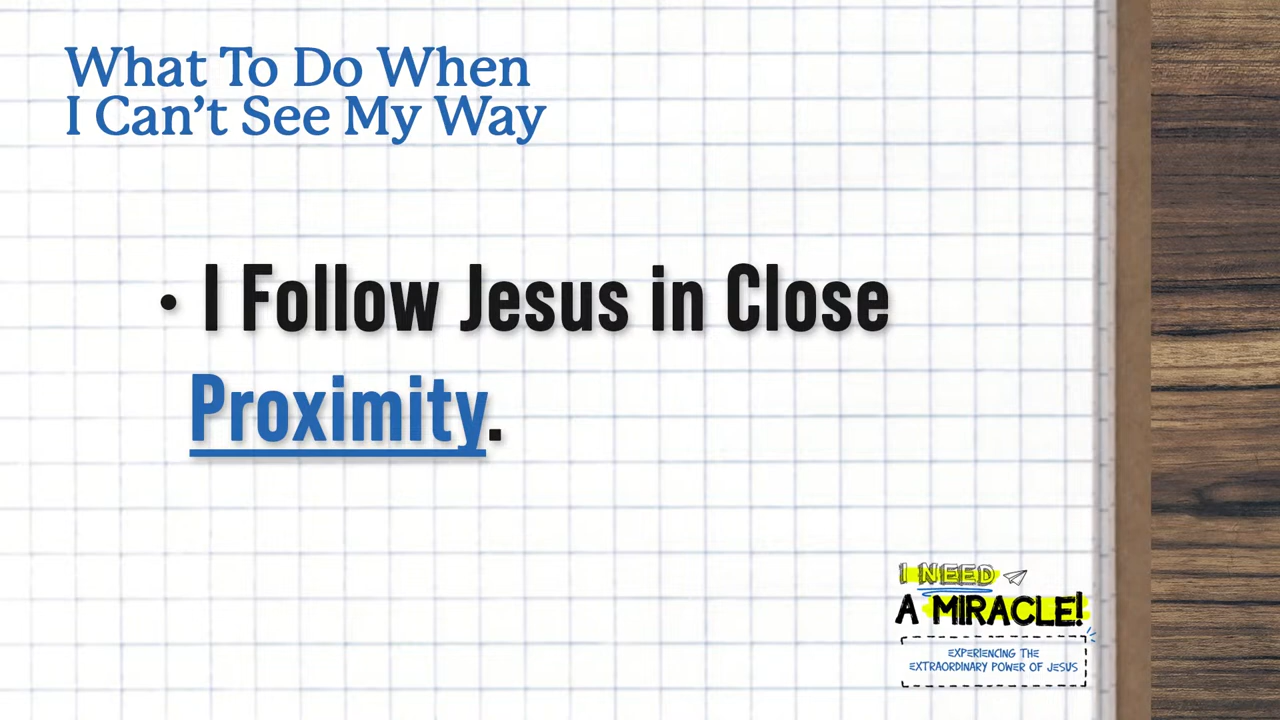 What To Do When
I Can't See My Way
• I Follow Jesus in Close
Proximity.
I NEED
A MIRACLE!
EXPERIENCING THE
EXTRAORDINARY POWER OF JESUS